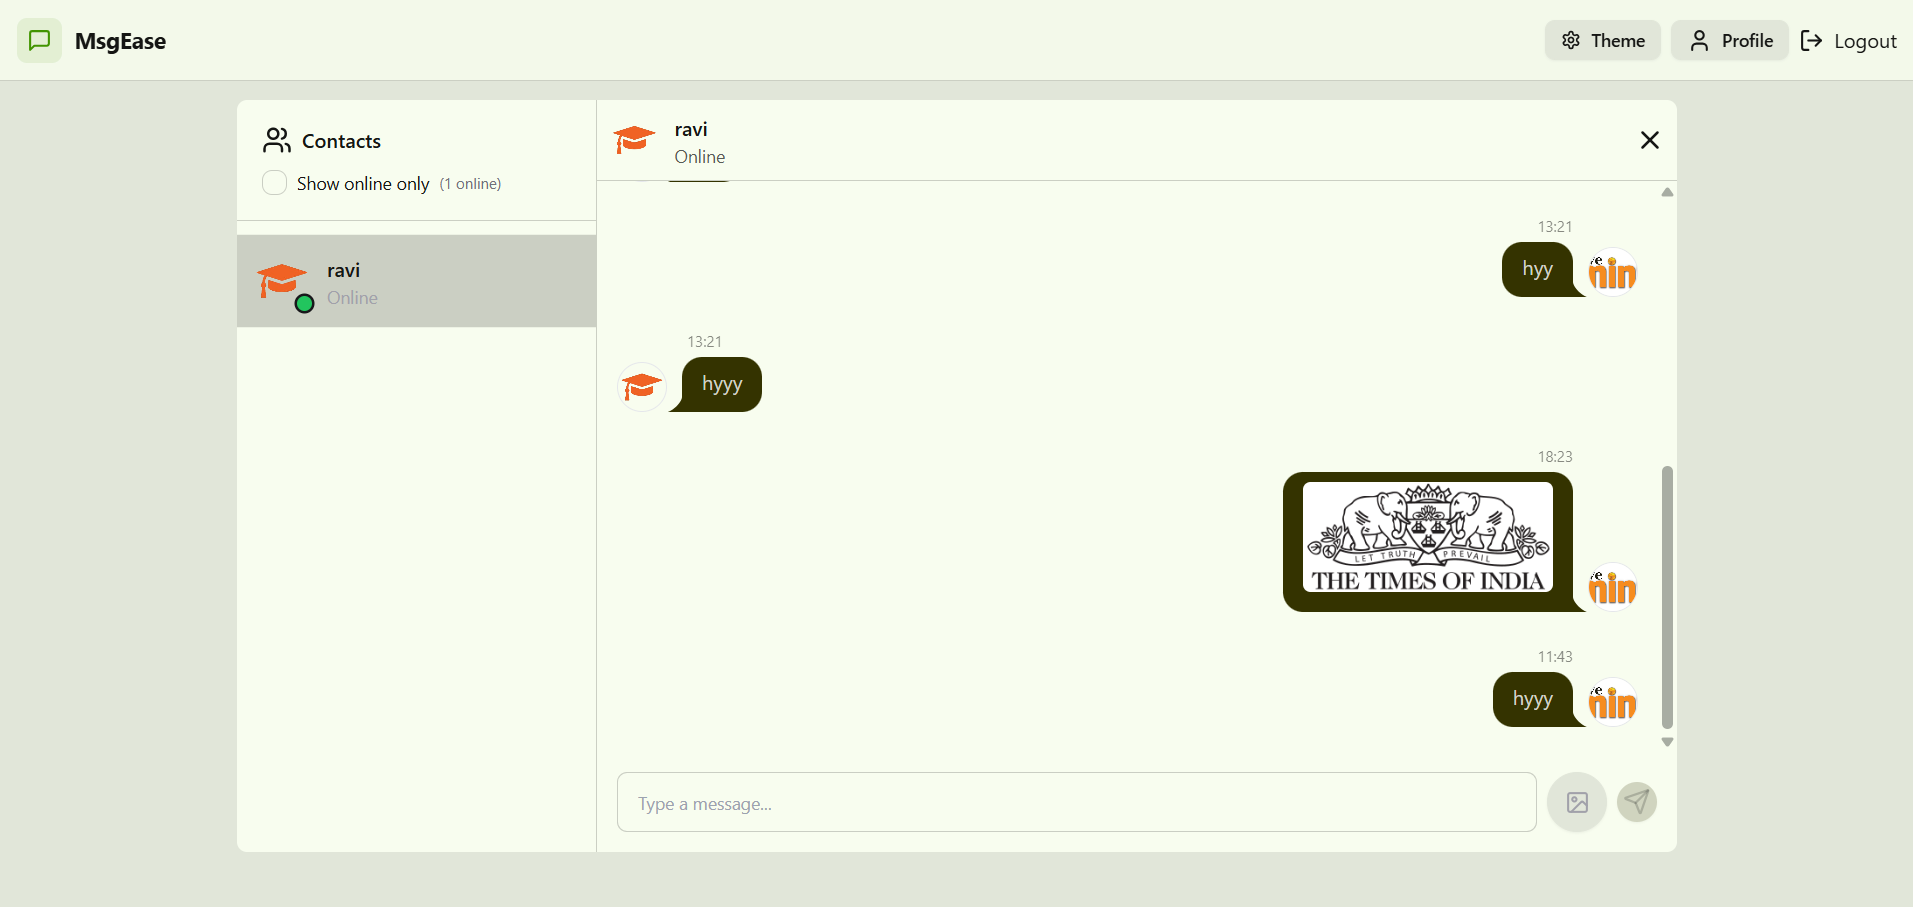 MsgEase
Theme
Profile
Logout
Contacts
Show online only (1 online)
ravi
Online
ravi
Online
13:21
hyy
13:21
hyyy
18:23
LET TRUTH PREVAIL
THE TIMES OF INDIA
11:43
hyyy
Type a message...